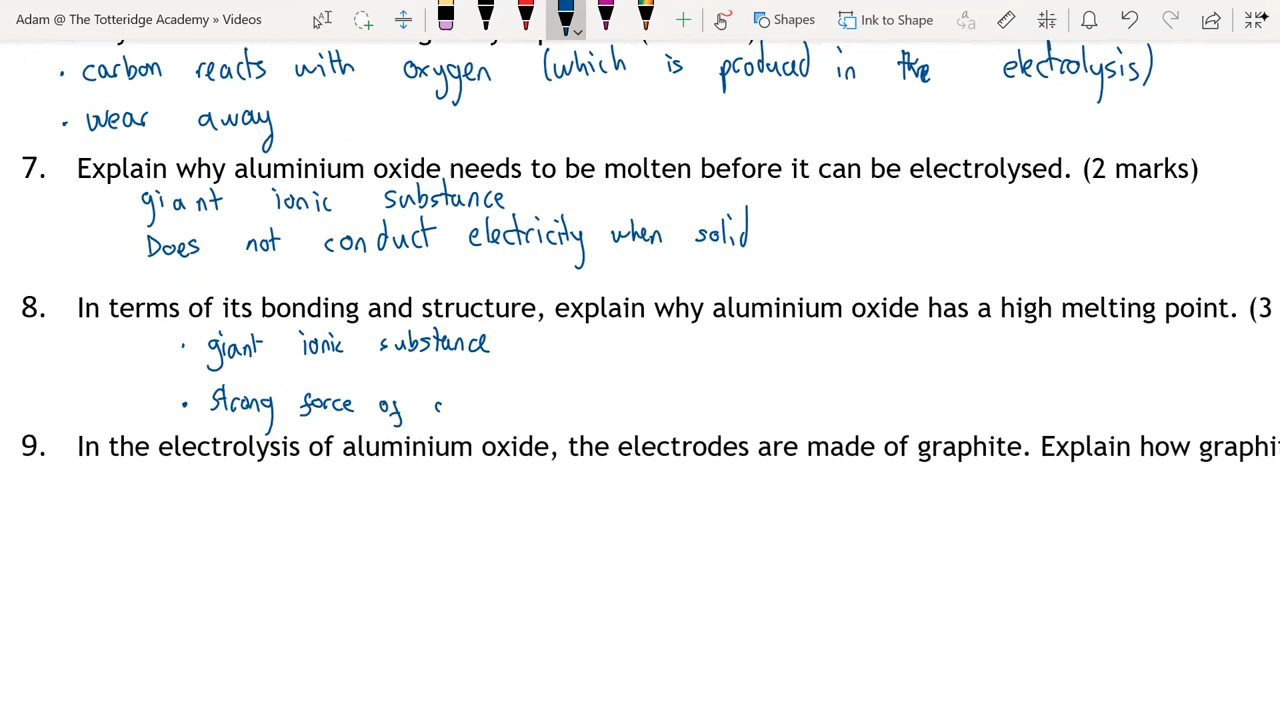 Adam @ The Totteridge Academy » Videos
Shapes
Ink to Shape
• carbon reacts with oxygen (which is produced in the electrolysis)
• wear away
7. Explain why aluminium oxide needs to be molten before it can be electrolysed. (2 marks)
giant ionic substance
Does not conduct electricity when solid
8. In terms of its bonding and structure, explain why aluminium oxide has a high melting point. (3
• giant ionic substance
• strong force of
9. In the electrolysis of aluminium oxide, the electrodes are made of graphite. Explain how graphi